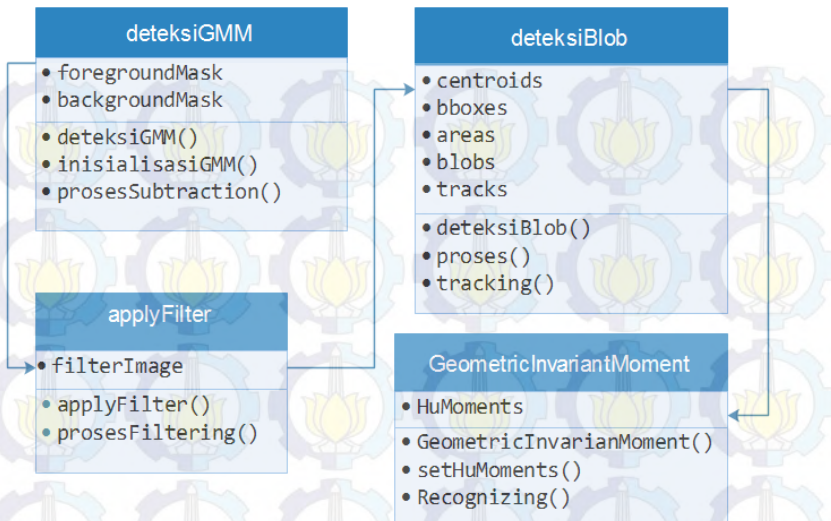 deteksiGMM
• foregroundMask
• backgroundMask
• deteksiGMM()
• inisialisasiGMM()
• prosesSubtraction()
deteksiBlob
• centroids
• bboxes
• areas
• blobs
• tracks
• deteksiBlob()
• proses()
• tracking()
applyFilter
• filterImage
• applyFilter()
• prosesFiltering()
GeometricInvariantMoment
• HuMoments
• GeometricInvarianMoment()
• setHuMoments()
• Recognizing()